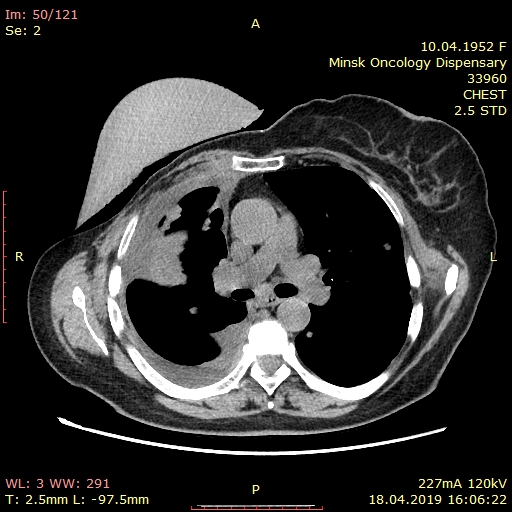 Im: 50/121
Se: 2
A
10.04.1952 F
Minsk Oncology Dispensary
33960
CHEST
2.5 STD
R
L
WL: 3 WW: 291
T: 2.5mm L: -97.5mm
P
227mA 120kV
18.04.2019 16:06:22